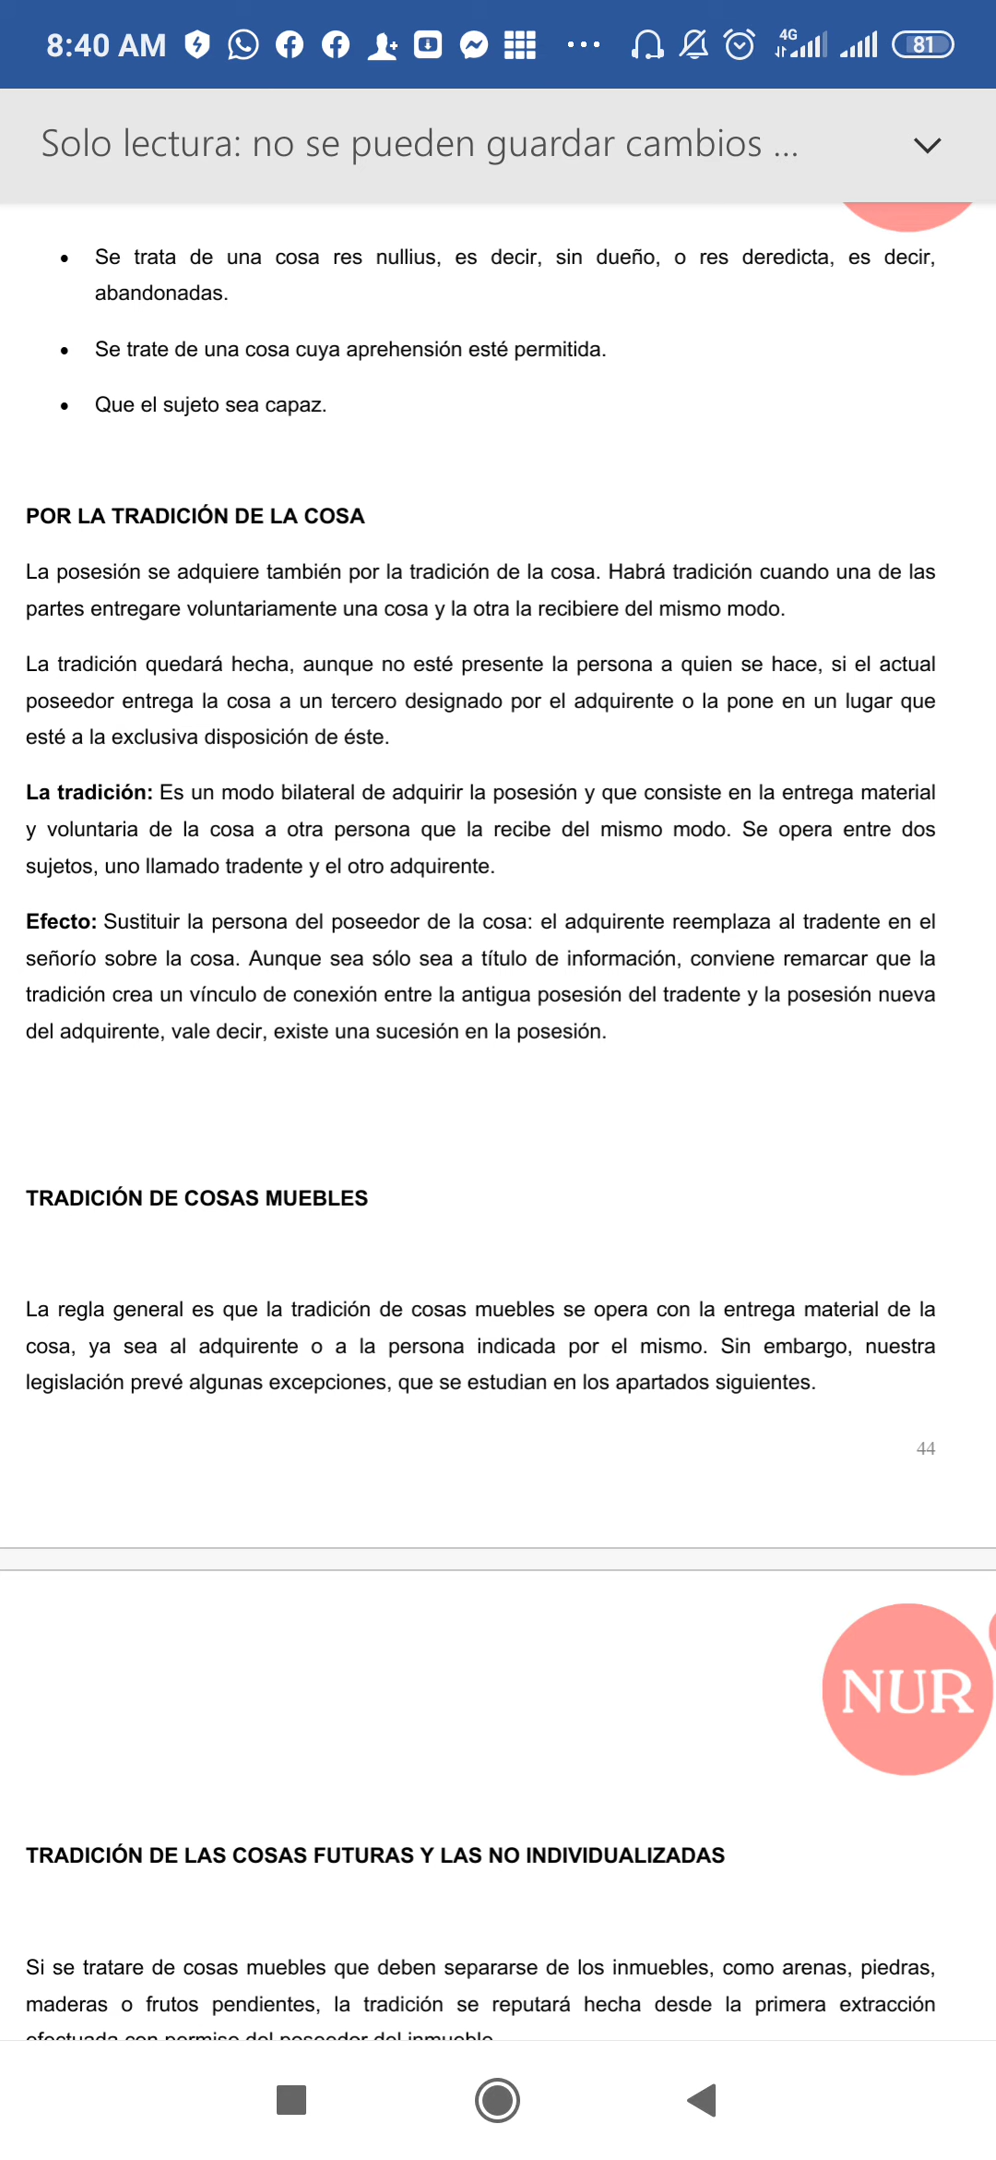 8:40 AM
4G
81
Solo lectura: no se pueden guardar cambios ...
• Se trata de una cosa res nullius, es decir, sin dueño, o res deredicta, es decir,
abandonadas.
• Se trate de una cosa cuya aprehensión esté permitida.
• Que el sujeto sea capaz.
POR LA TRADICIÓN DE LA COSA
La posesión se adquiere también por la tradición de la cosa. Habrá tradición cuando una de las
partes entregare voluntariamente una cosa y la otra la recibiere del mismo modo.
La tradición quedará hecha, aunque no esté presente la persona a quien se hace, si el actual
poseedor entrega la cosa a un tercero designado por el adquirente o la pone en un lugar que
esté a la exclusiva disposición de éste.
La tradición: Es un modo bilateral de adquirir la posesión y que consiste en la entrega material
y voluntaria de la cosa a otra persona que la recibe del mismo modo. Se opera entre dos
sujetos, uno llamado tradente y el otro adquirente.
Efecto: Sustituir la persona del poseedor de la cosa: el adquirente reemplaza al tradente en el
señorío sobre la cosa. Aunque sea sólo sea a título de información, conviene remarcar que la
tradición crea un vínculo de conexión entre la antigua posesión del tradente y la posesión nueva
del adquirente, vale decir, existe una sucesión en la posesión.
TRADICIÓN DE COSAS MUEBLES
La regla general es que la tradición de cosas muebles se opera con la entrega material de la
cosa, ya sea al adquirente o a la persona indicada por el mismo. Sin embargo, nuestra
legislación prevé algunas excepciones, que se estudian en los apartados siguientes.
44
NUR
TRADICIÓN DE LAS COSAS FUTURAS Y LAS NO INDIVIDUALIZADAS
Si se tratare de cosas muebles que deben separarse de los inmuebles, como arenas, piedras,
maderas o frutos pendientes, la tradición se reputará hecha desde la primera extracción
efectuada con permiso del poseedor del inmueble.